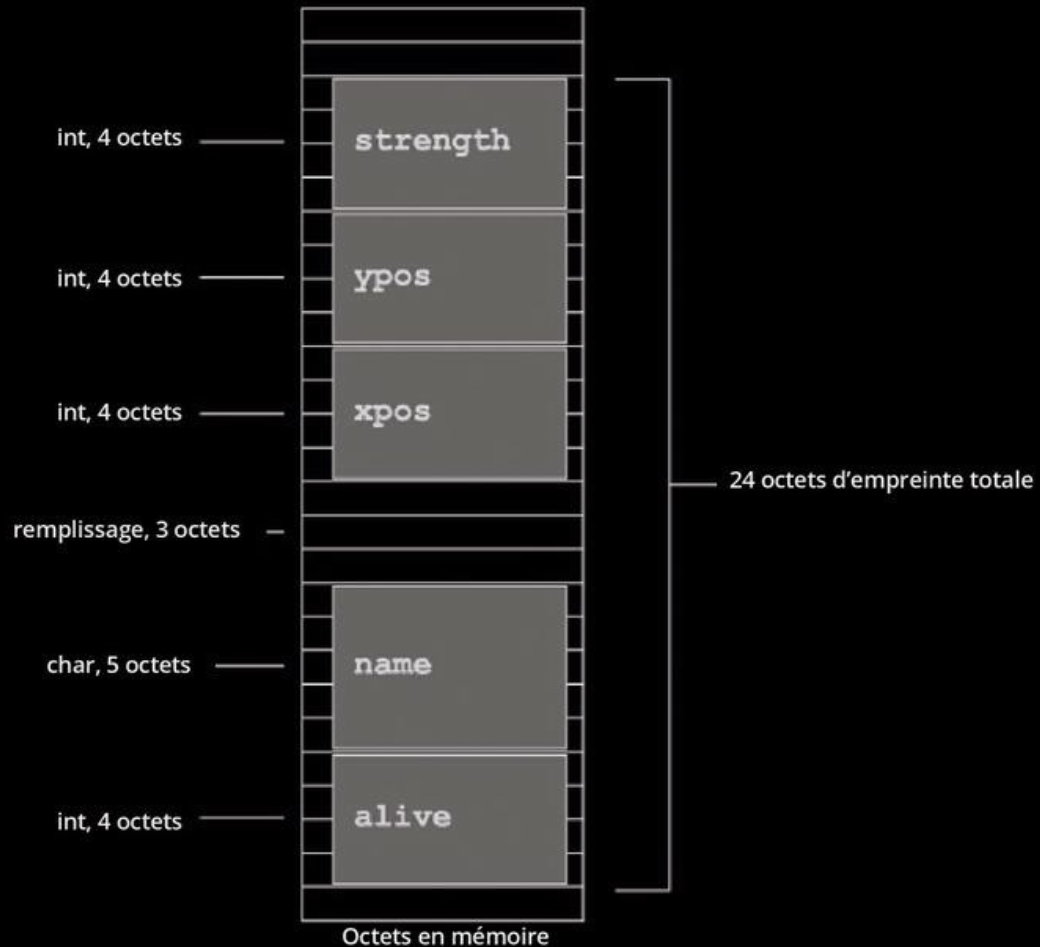 int, 4 octets
strength
int, 4 octets
ypos
int, 4 octets
xpos
24 octets d’empreinte totale
remplissage, 3 octets
char, 5 octets
name
int, 4 octets
alive
Octets en mémoire